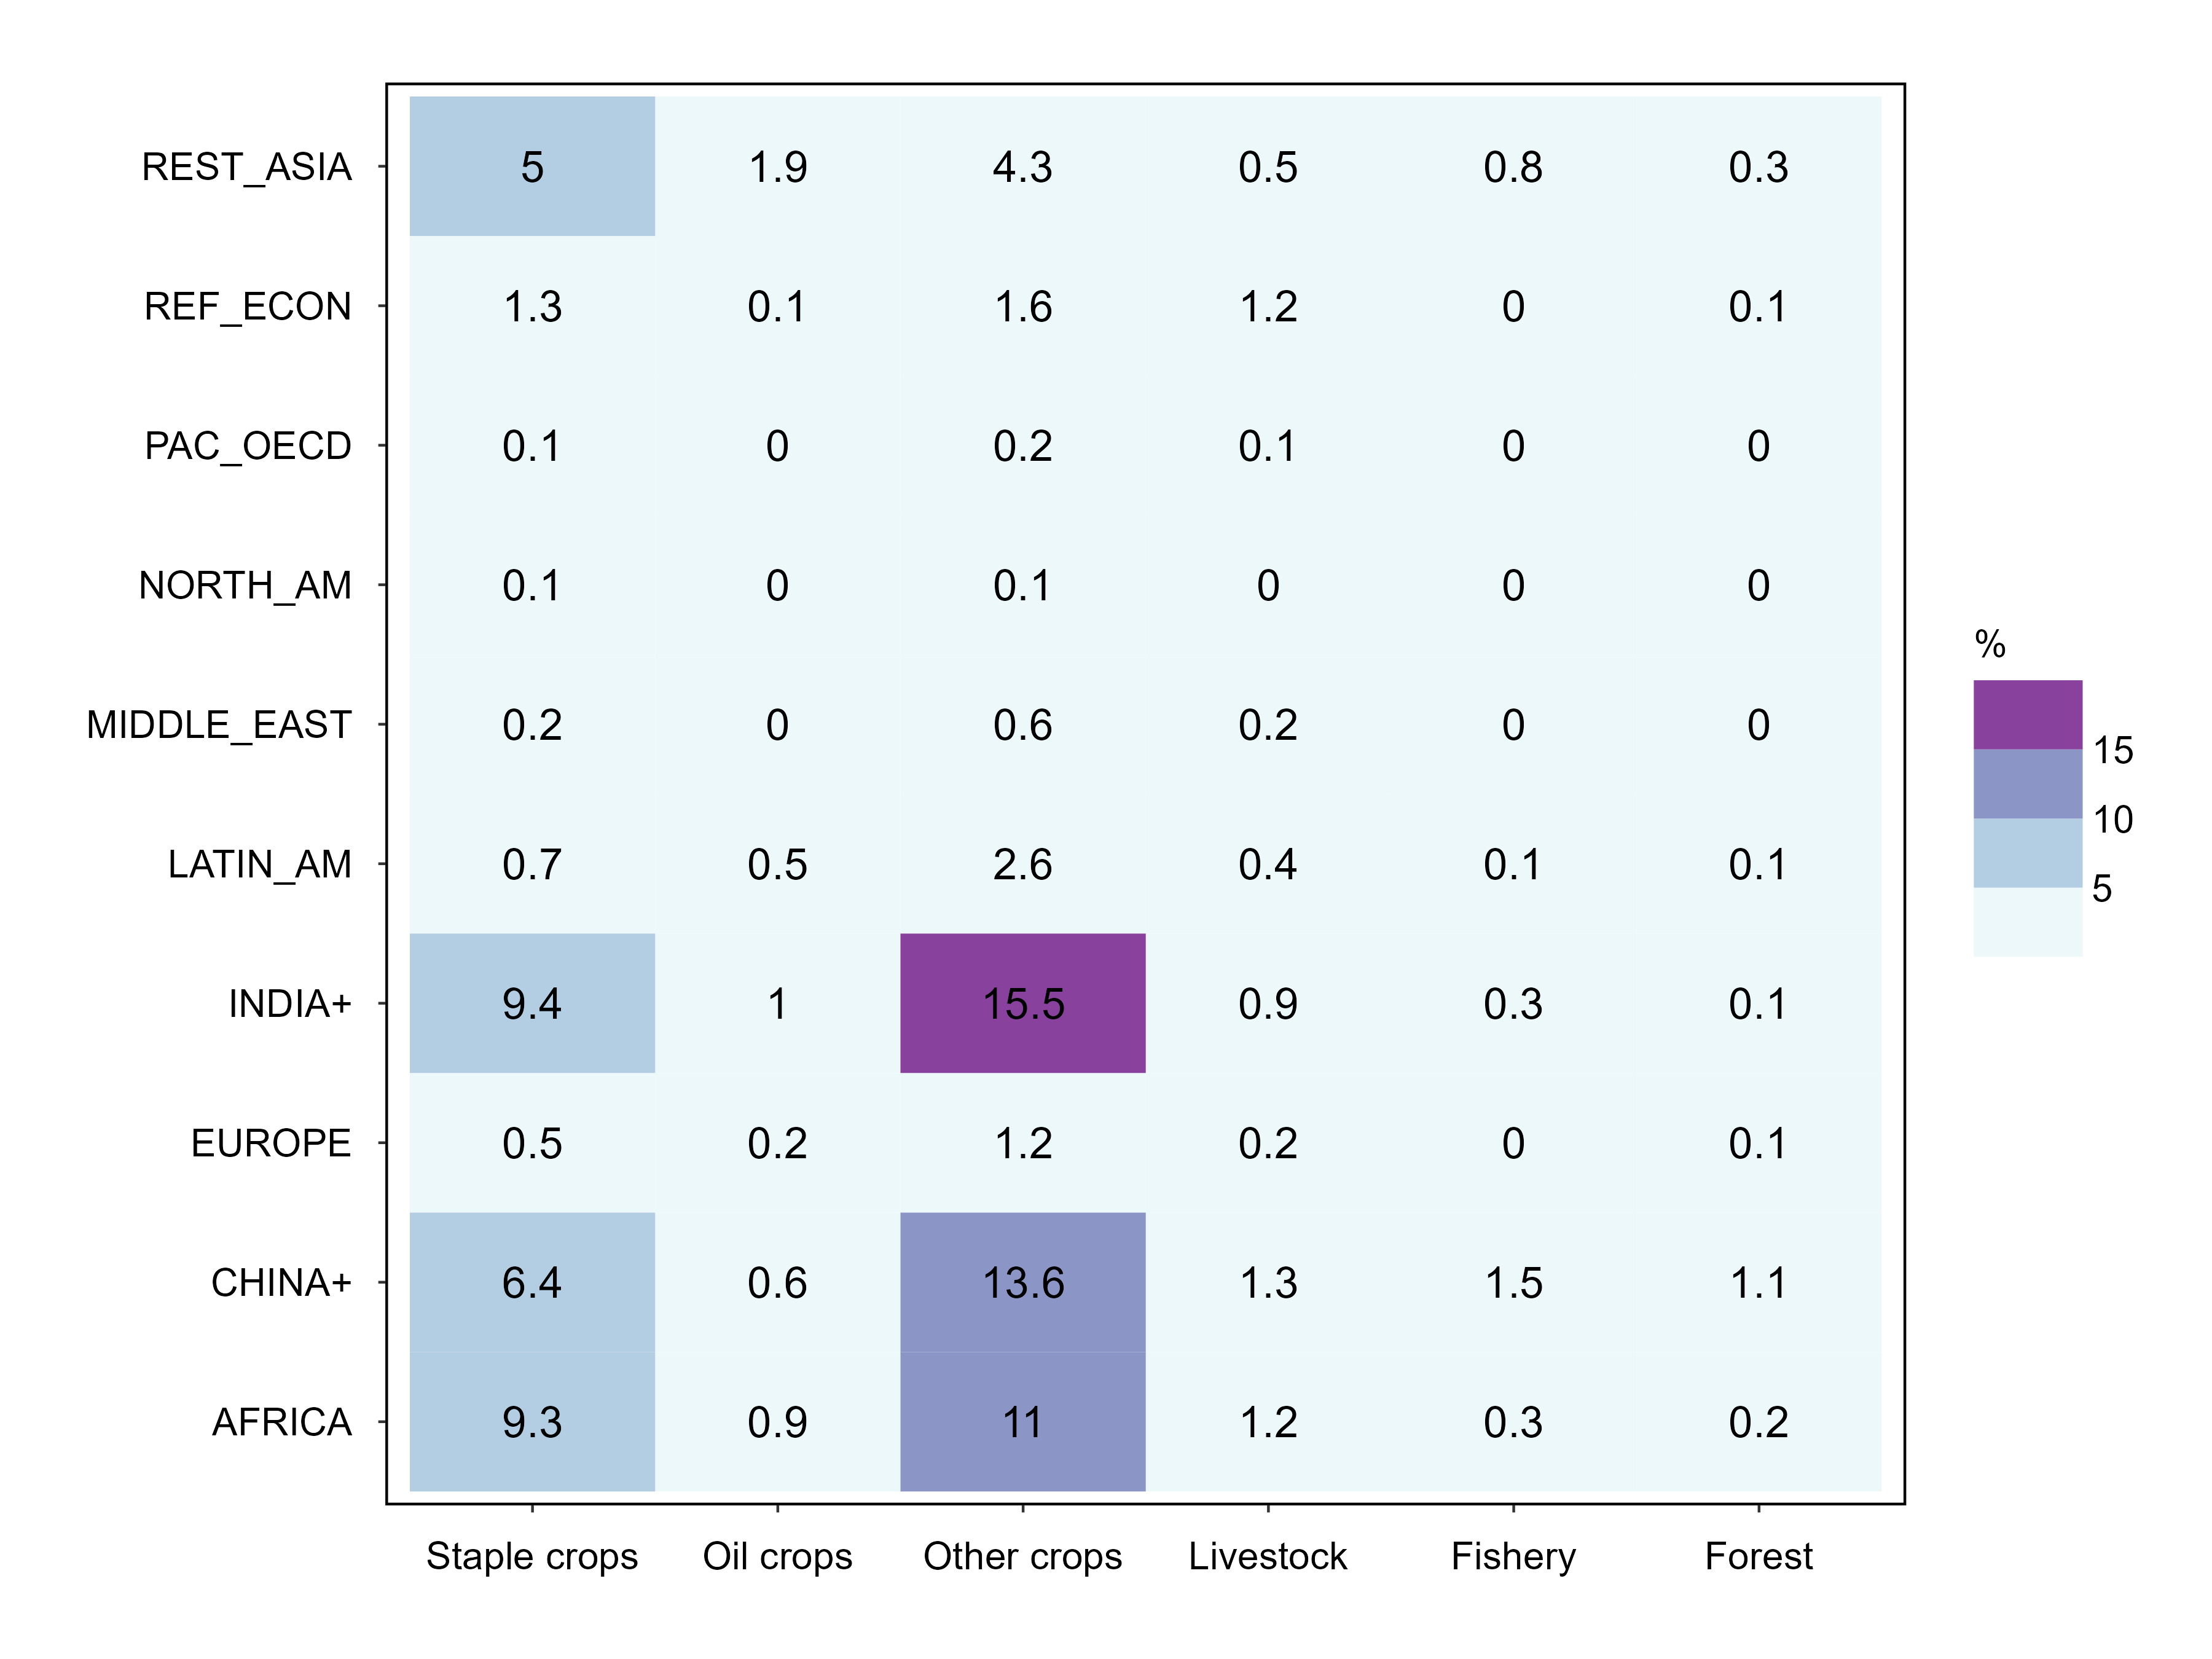 REST_ASIA 5 1.9 4.3 0.5 0.8 0.3
REF_ECON 1.3 0.1 1.6 1.2 0 0.1
PAC_OECD 0.1 0 0.2 0.1 0 0
NORTH_AM 0.1 0 0.1 0 0 0
MIDDLE_EAST 0.2 0 0.6 0.2 0 0
LATIN_AM 0.7 0.5 2.6 0.4 0.1 0.1
INDIA+ 9.4 1 15.5 0.9 0.3 0.1
EUROPE 0.5 0.2 1.2 0.2 0 0.1
CHINA+ 6.4 0.6 13.6 1.3 1.5 1.1
AFRICA 9.3 0.9 11 1.2 0.3 0.2
Staple crops Oil crops Other crops Livestock Fishery Forest
%
15
10
5